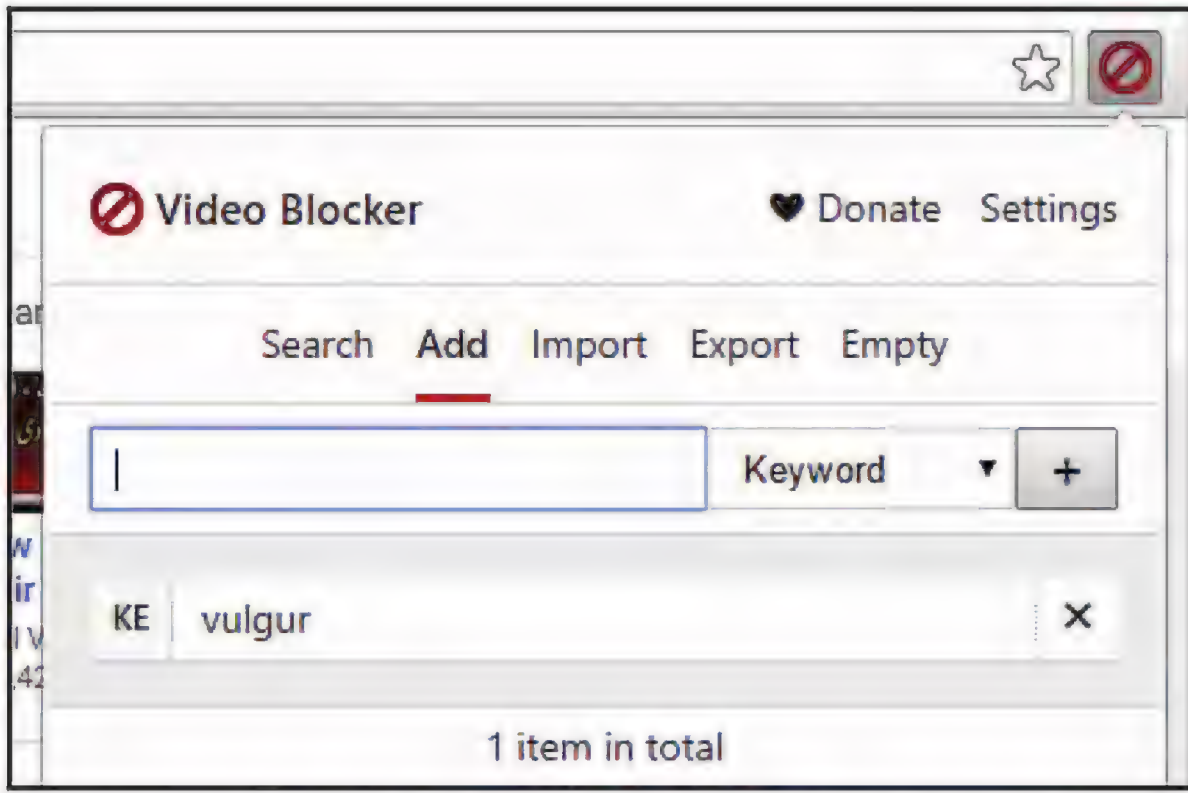 Video Blocker Donate Settings
Search Add Import Export Empty
Keyword +
KE vulgur ×
1 item in total